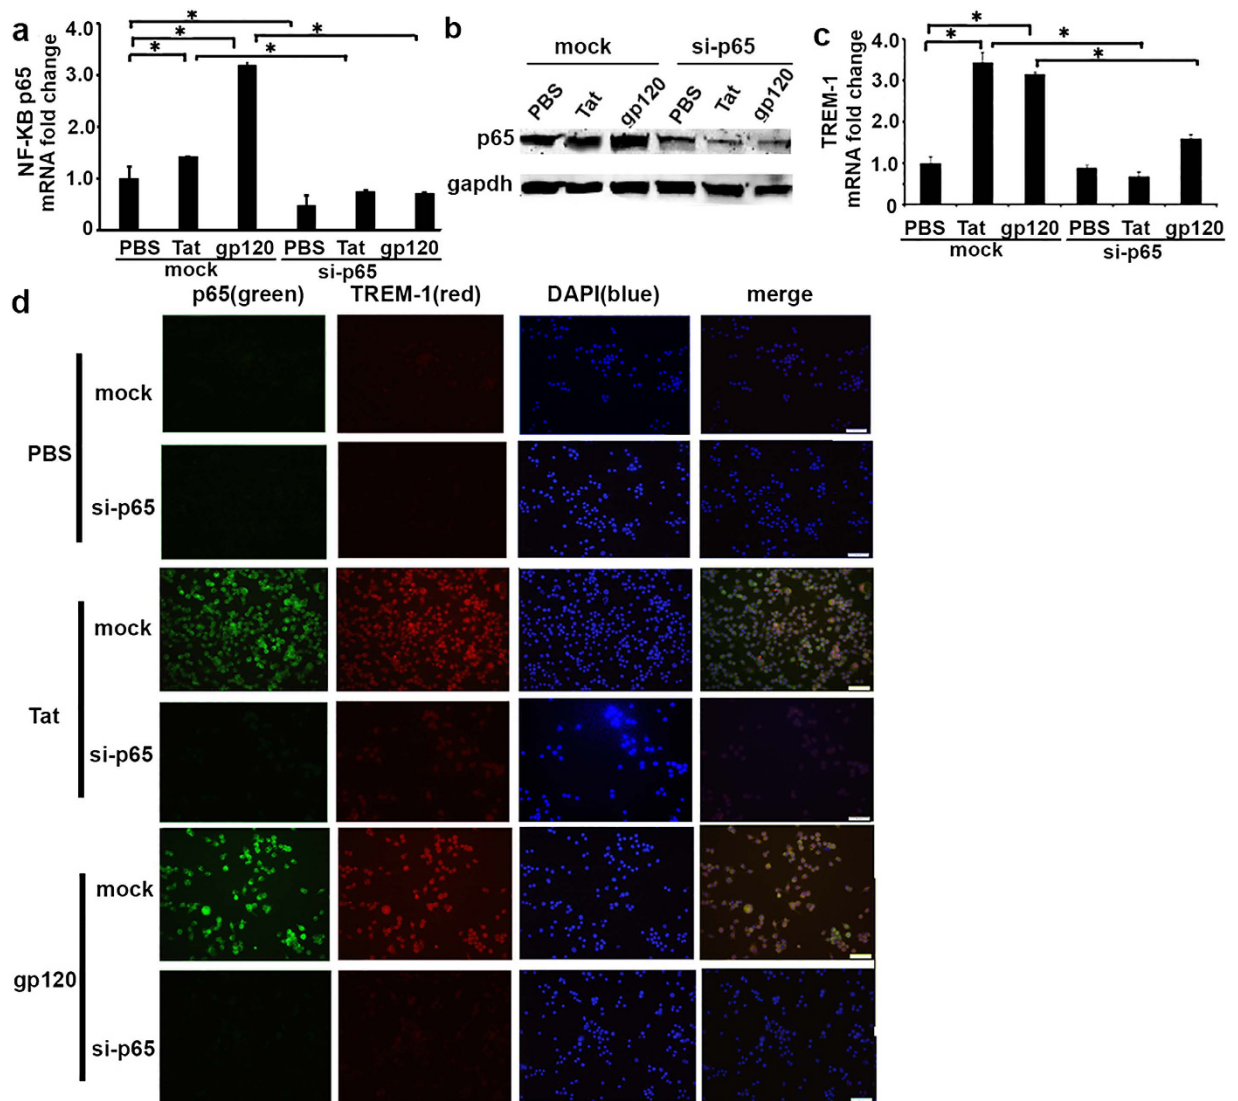 a
NF-KB p65
mRNA fold change
4.0
3.0
2.0
1.0
0
*
*
*
*
*
PBS Tat gp120 PBS Tat gp120
mock si-p65
b
mock si-p65
PBS Tat gp120 PBS Tat gp120
p65
gapdh
c
TREM-1
mRNA fold change
4.0
3.0
2.0
1.0
0
*
*
*
*
PBS Tat gp120 PBS Tat gp120
mock si-p65
d
p65(green) TREM-1(red) DAPI(blue) merge
PBS
mock
si-p65
Tat
mock
si-p65
gp120
mock
si-p65